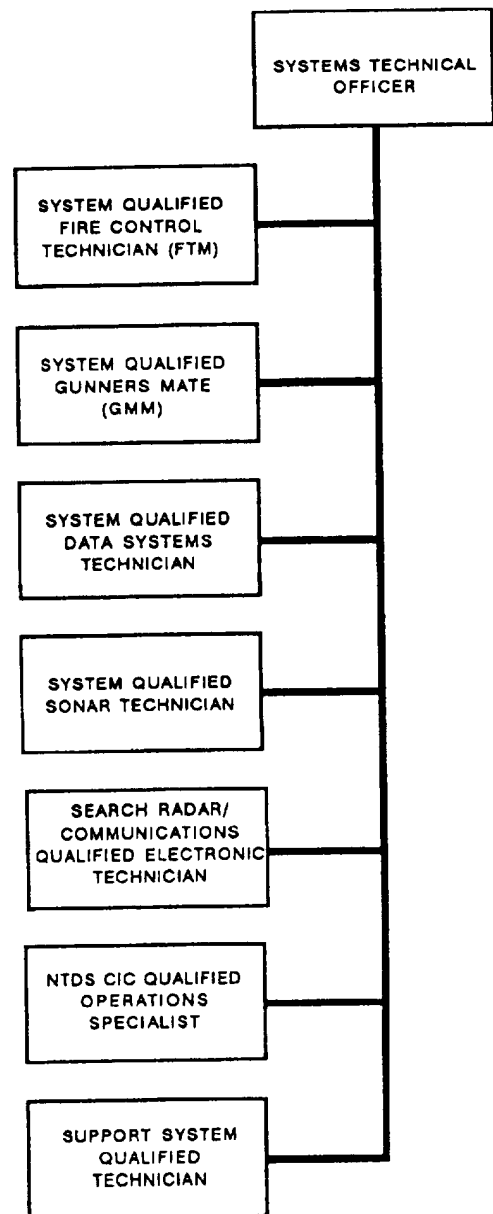 SYSTEMS TECHNICAL
OFFICER
SYSTEM QUALIFIED
FIRE CONTROL
TECHNICIAN (FTM)
SYSTEM QUALIFIED
GUNNERS MATE
(GMM)
SYSTEM QUALIFIED
DATA SYSTEMS
TECHNICIAN
SYSTEM QUALIFIED
SONAR TECHNICIAN
SEARCH RADAR/
COMMUNICATIONS
QUALIFIED ELECTRONIC
TECHNICIAN
NTDS CIC QUALIFIED
OPERATIONS
SPECIALIST
SUPPORT SYSTEM
QUALIFIED
TECHNICIAN